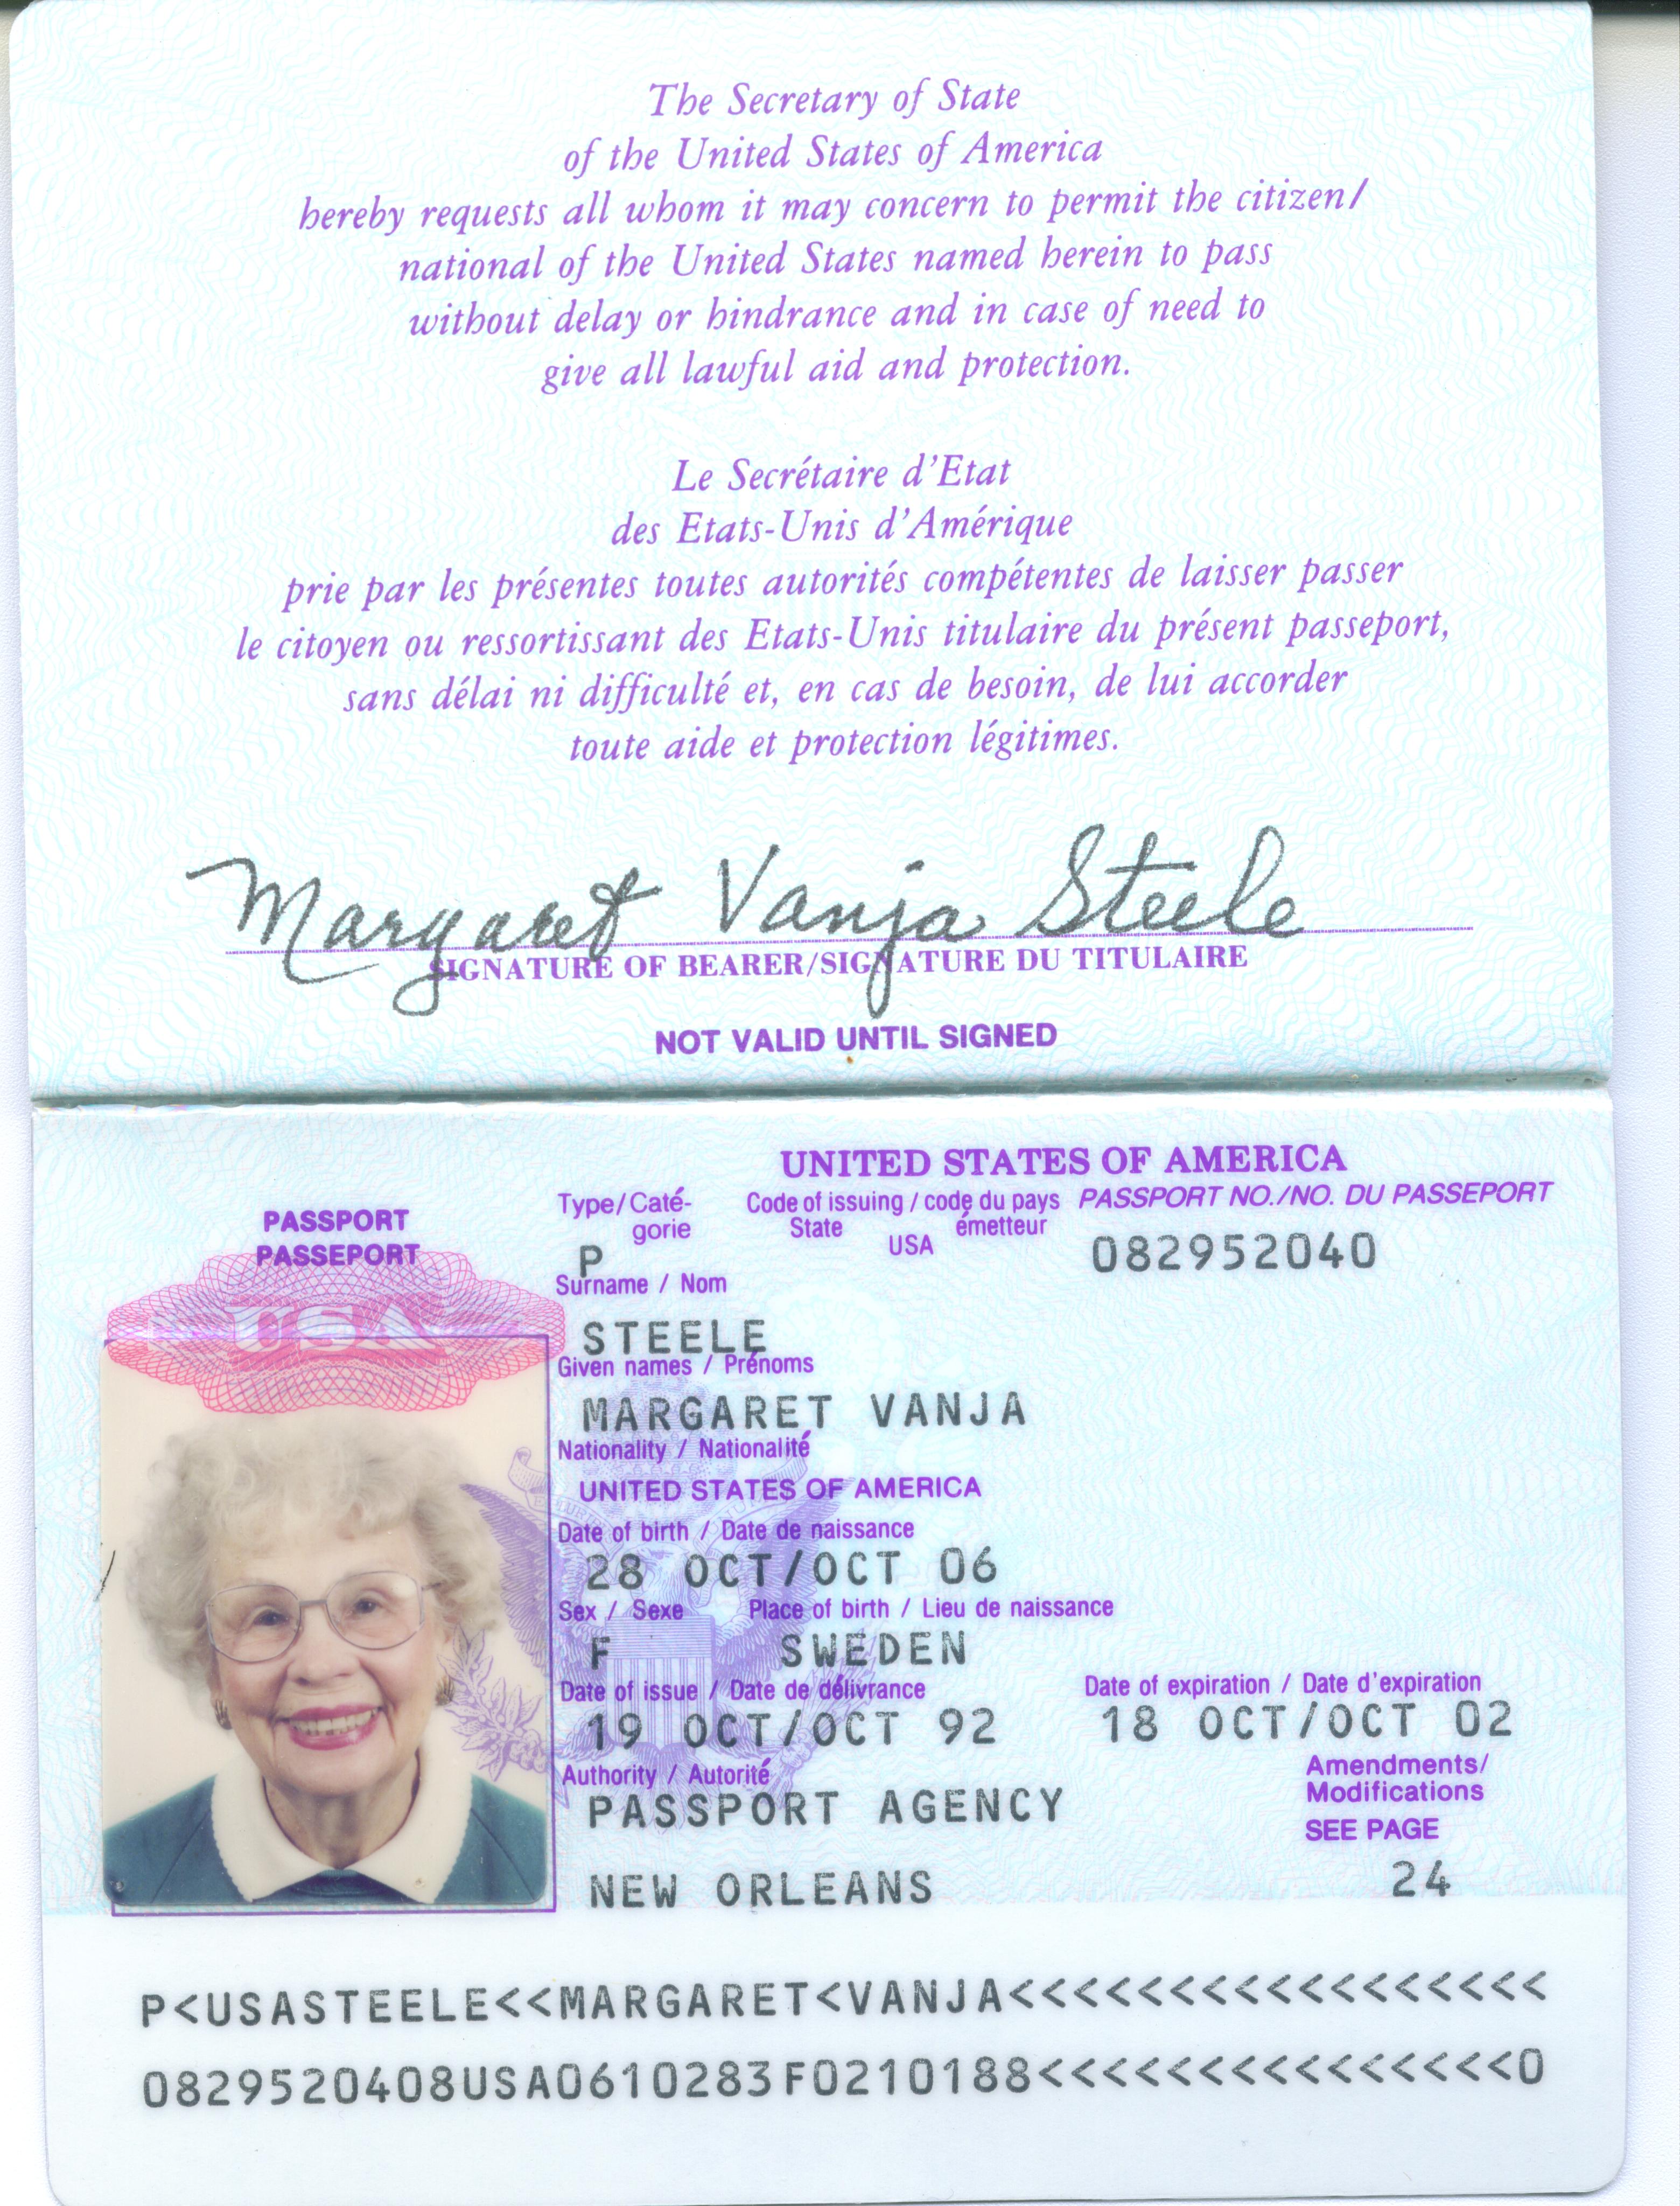 The Secretary of State
of the United States of America
hereby requests all whom it may concern to permit the citizen/
national of the United States named herein to pass
without delay or hindrance and in case of need to
give all lawful aid and protection.
Le Secrétaire d'Etat
des Etats-Unis d'Amérique
prie par les présentes toutes autorités compétentes de laisser passer
le citoyen ou ressortissant des Etats-Unis titulaire du présent passeport,
sans délai ni difficulté et, en cas de besoin, de lui accorder
toute aide et protection légitimes.
Margaret Vanja Steele
SIGNATURE OF BEARER/SIGNATURE DU TITULAIRE
NOT VALID UNTIL SIGNED
UNITED STATES OF AMERICA
PASSPORT
PASSEPORT
USA
Type/Caté-
gorie
P
Code of issuing / code du pays
State émetteur
USA
PASSPORT NO./NO. DU PASSEPORT
082952040
Surname / Nom
STEELE
Given names / Prénoms
MARGARET VANJA
Nationality / Nationalité
UNITED STATES OF AMERICA
Date of birth / Date de naissance
28 OCT/OCT 06
Sex / Sexe Place of birth / Lieu de naissance
F SWEDEN
Date of issue / Date de délivrance Date of expiration / Date d'expiration
19 OCT/OCT 92 18 OCT/OCT 02
Authority / Autorité
PASSPORT AGENCY
NEW ORLEANS
Amendments/
Modifications
SEE PAGE
24
P<USASTEELE<<MARGARET<VANJA<<<<<<<<<<<<<<<<<
0829520408USA0610283F0210188<<<<<<<<<<<<<<<0